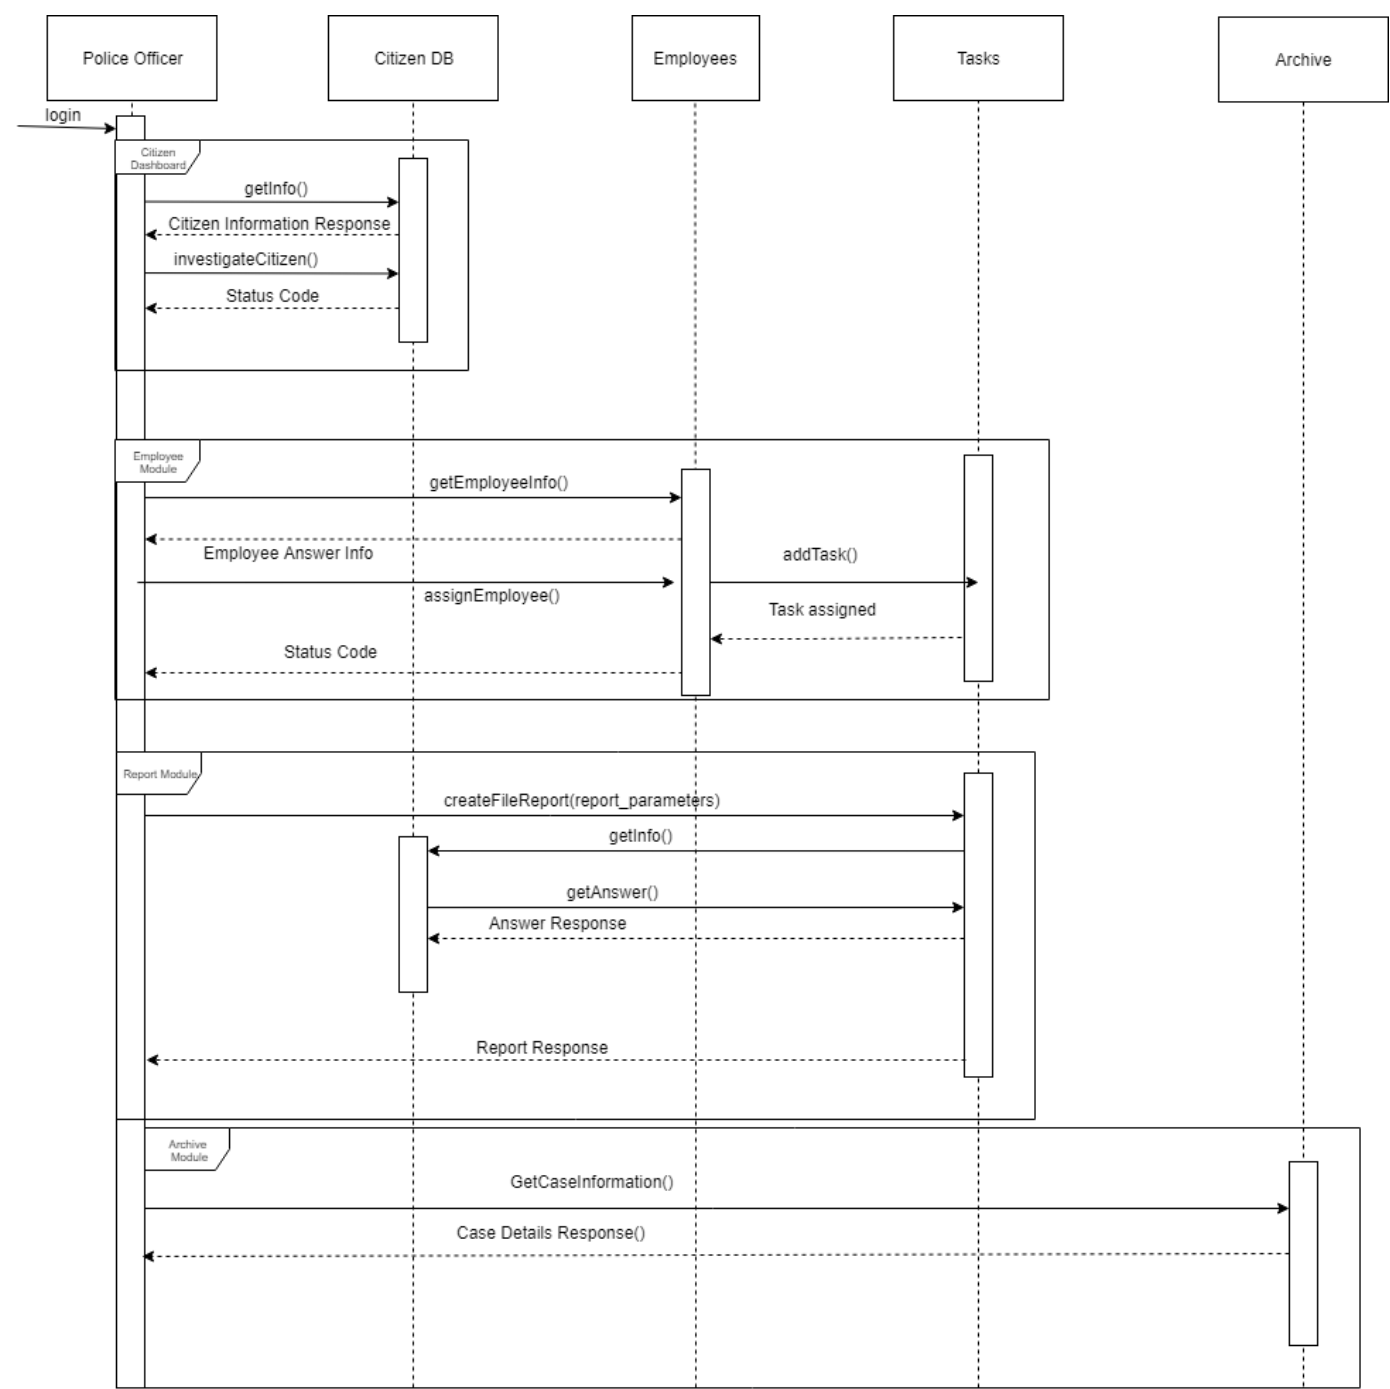 Police Officer
Citizen DB
Employees
Tasks
Archive
login
Citizen
Dashboard
getInfo()
Citizen Information Response
investigateCitizen()
Status Code
Employee
Module
getEmployeeInfo()
Employee Answer Info
addTask()
assignEmployee()
Task assigned
Status Code
Report Module
createFileReport(report_parameters)
getInfo()
getAnswer()
Answer Response
Report Response
Archive
Module
GetCaseInformation()
Case Details Response()